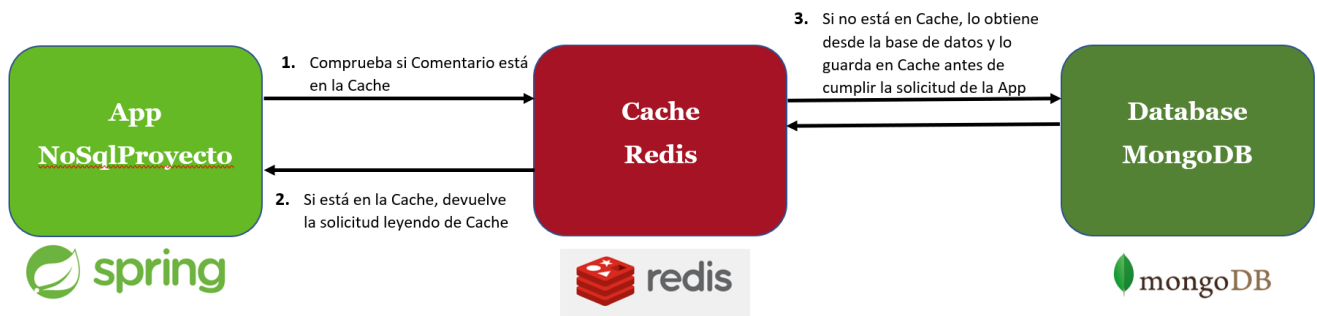 App
NoSqlProyecto
spring
1. Comprueba si Comentario está
en la Cache
2. Si está en la Cache, devuelve
la solicitud leyendo de Cache
Cache
Redis
redis
3. Si no está en Cache, lo obtiene
desde la base de datos y lo
guarda en Cache antes de
cumplir la solicitud de la App
Database
MongoDB
mongoDB